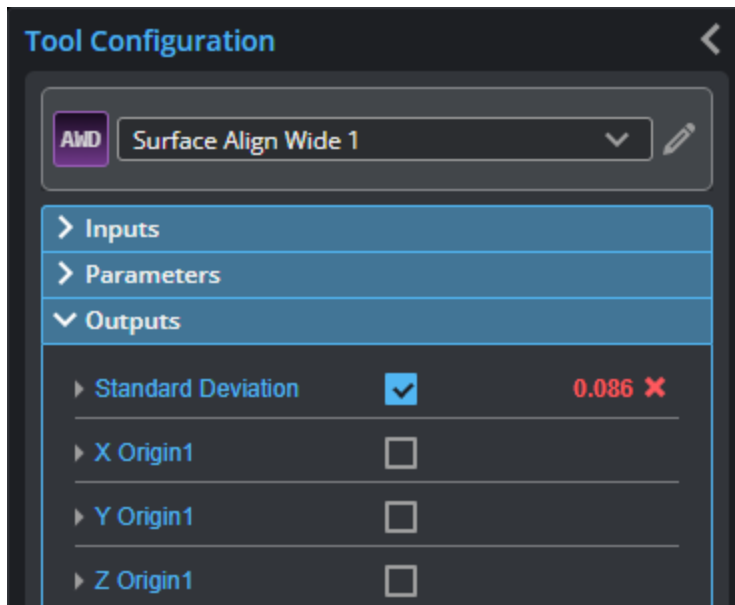 Tool Configuration
AWD Surface Align Wide 1
Inputs
Parameters
Outputs
Standard Deviation 0.086
X Origin1
Y Origin1
Z Origin1